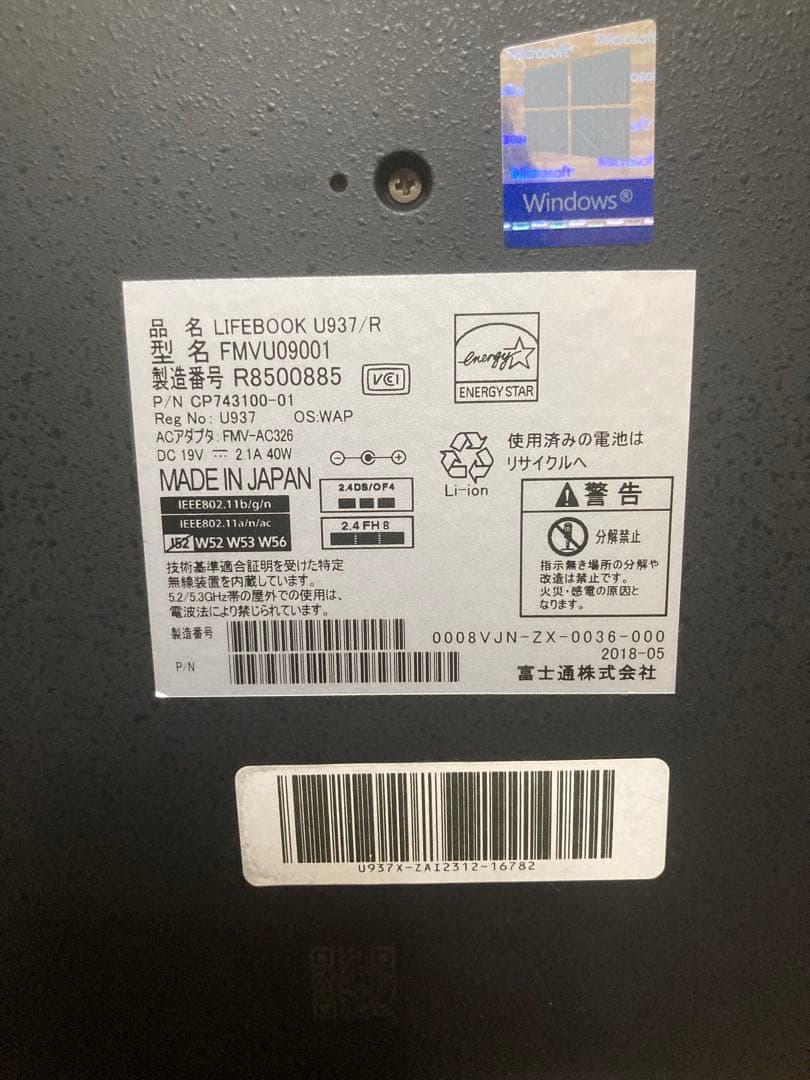 Microsoft
Microsoft
Microsoft
Microsoft
Windows®
品 名 LIFEBOOK U937/R
型 名 FMVU09001
製造番号 R8500885
VCI
P/N CP743100-01
Reg No: U937 OS:WAP
ACアダプタ: FMV-AC326
DC 19V ⎓ 2.1A 40W
MADE IN JAPAN
IEEE802.11b/g/n
IEEE802.11a/n/ac
J52 W52 W53 W56
2.4DS/OF4
2.4FH8
energy
ENERGY STAR
使用済みの電池は
リサイクルへ
Li-ion
警告
分解禁止
指示無き場所の分解や
改造は禁止です。
火災・感電の原因と
なります。
技術基準適合証明を受けた特定
無線装置を内蔵しています。
5.2/5.3GHz帯の屋外での使用は、
電波法により禁じられています。
製造番号
P/N
0008VJN-ZX-0036-000
2018-05
富士通株式会社
U937X-ZAI2312-16782